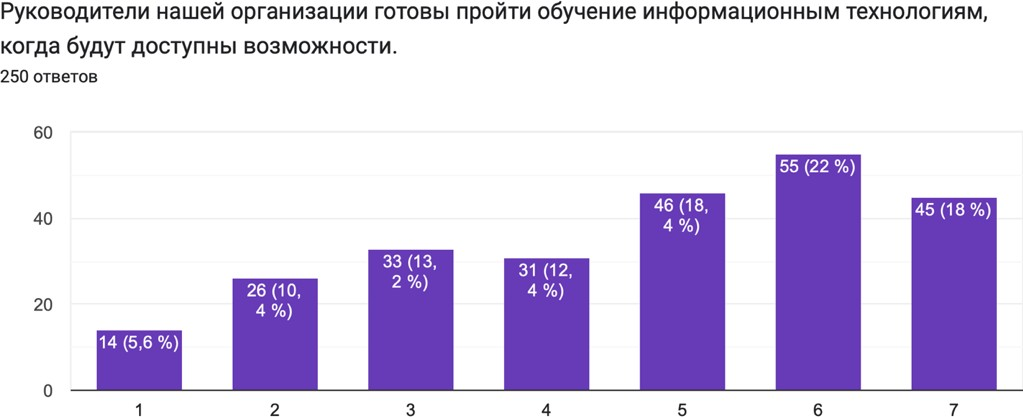 Руководители нашей организации готовы пройти обучение информационным технологиям,
когда будут доступны возможности.
250 ответов
60
40
20
0
14 (5,6 %)
26 (10,
4 %)
33 (13,
2 %)
31 (12,
4 %)
46 (18,
4 %)
55 (22 %)
45 (18 %)
1 2 3 4 5 6 7